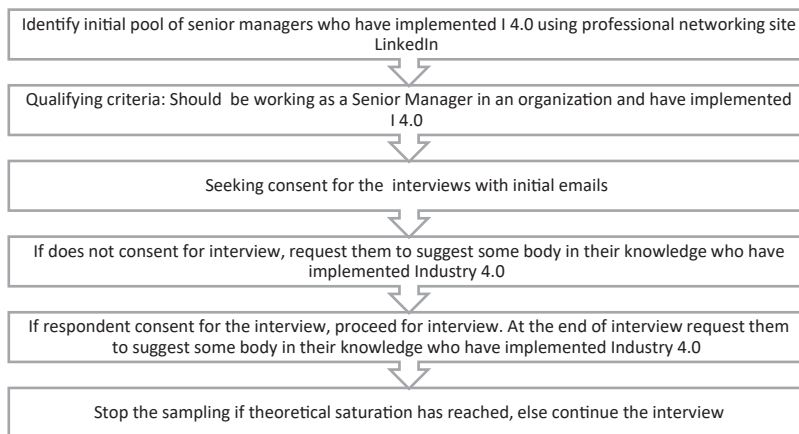 Identify initial pool of senior managers who have implemented I 4.0 using professional networking site
LinkedIn
Qualifying criteria: Should be working as a Senior Manager in an organization and have implemented
I 4.0
Seeking consent for the interviews with initial emails
If does not consent for interview, request them to suggest some body in their knowledge who have
implemented Industry 4.0
If respondent consent for the interview, proceed for interview. At the end of interview request them
to suggest some body in their knowledge who have implemented Industry 4.0
Stop the sampling if theoretical saturation has reached, else continue the interview